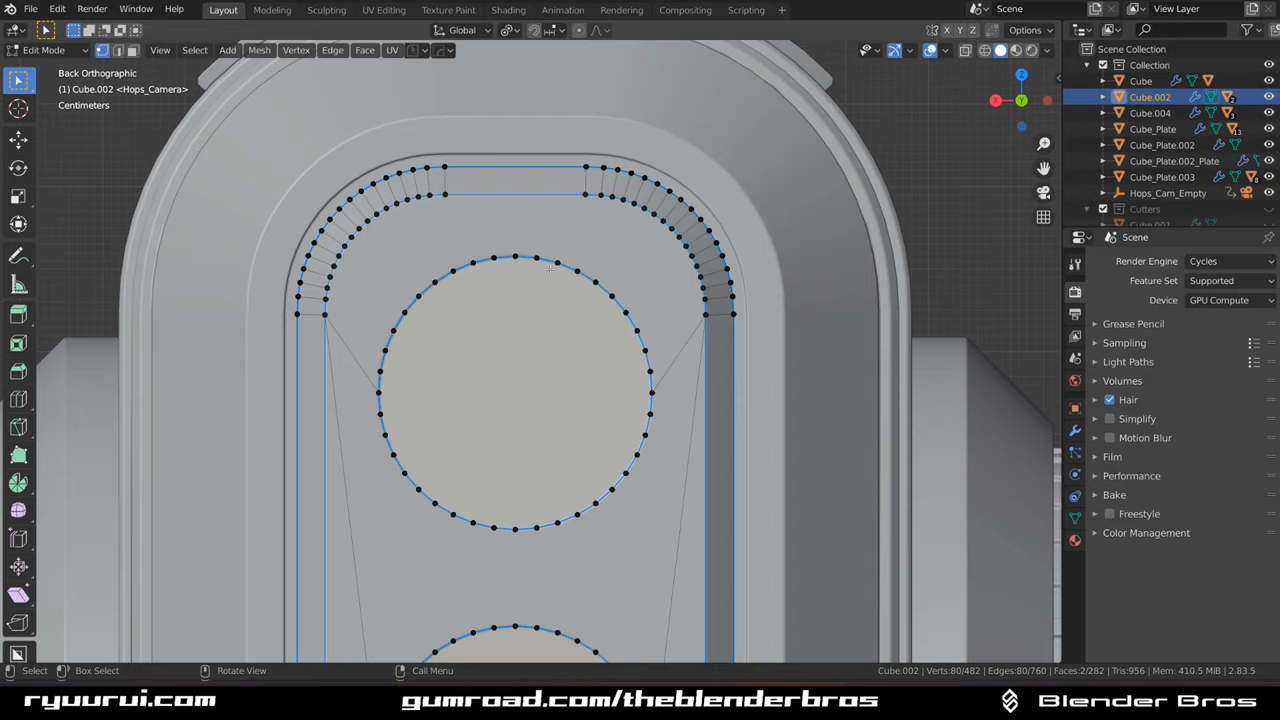 File Edit Render Window Help Layout Modeling Sculpting UV Editing Texture Paint Shading Animation Rendering Compositing Scripting + Scene View Layer
Global Options
Edit Mode View Select Add Mesh Vertex Edge Face UV X Y Z
Back Orthographic
(1) Cube.002 <Hops_Camera>
Centimeters
Z
X
Y
Scene Collection
Collection
Cube
Cube.002 2
Cube.004 3
Cube_Plate 13
Cube_Plate.002
Cube_Plate.002_Plate
Cube_Plate.003 8
Hops_Cam_Empty
Cutters
Scene
Render Engine Cycles
Feature Set Supported
Device GPU Compute
Grease Pencil
Sampling
Light Paths
Volumes
Hair
Simplify
Motion Blur
Film
Performance
Bake
Freestyle
Color Management
Select Box Select Rotate View Call Menu Cube.002 | Verts:80/482 | Edges:80/760 | Faces:2/282 | Tris:956 | Mem: 410.5 MiB | 2.83.5
ryuurui.com gumroad.com/theblenderbros Blender Bros